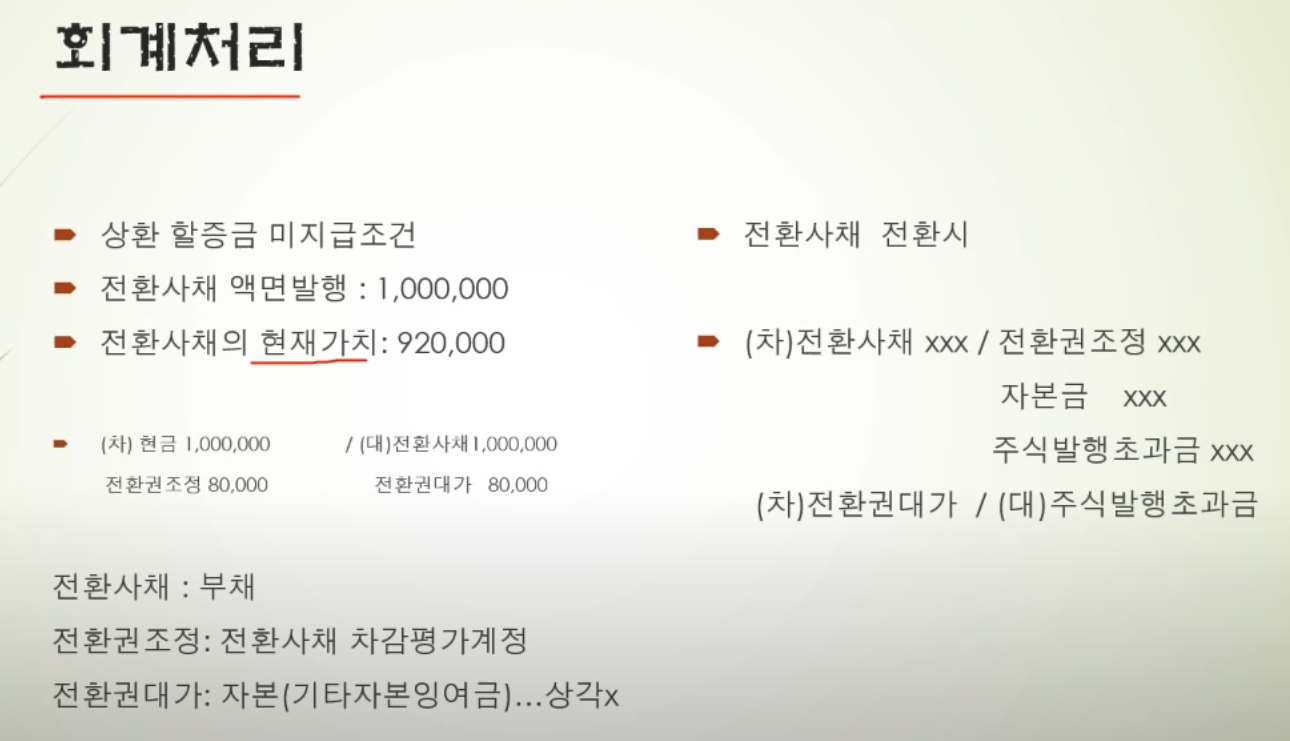 회계처리
상환 할증금 미지급조건
전환사채 액면발행 : 1,000,000
전환사채의 현재가치: 920,000
(차) 현금 1,000,000 / (대)전환사채1,000,000
전환권조정 80,000 전환권대가 80,000
전환사채 : 부채
전환권조정: 전환사채 차감평가계정
전환권대가: 자본(기타자본잉여금)...상각x
전환사채 전환시
(차)전환사채 xxx / 전환권조정 xxx
자본금 xxx
주식발행초과금 xxx
(차)전환권대가 / (대)주식발행초과금